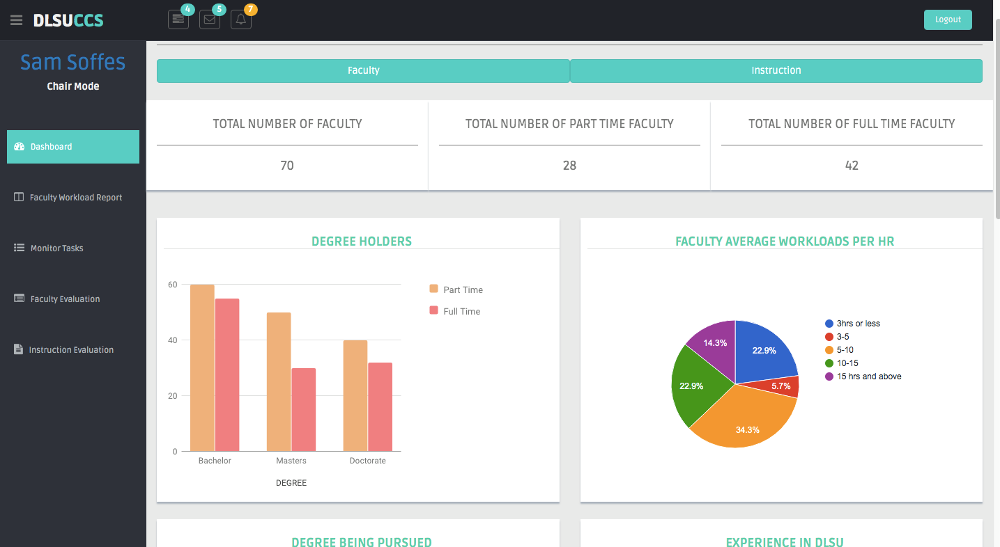 DLSUCCS
4
5
7
Logout
Sam Soffes
Chair Mode
Dashboard
Faculty Workload Report
Monitor Tasks
Faculty Evaluation
Instruction Evaluation
Faculty
Instruction
TOTAL NUMBER OF FACULTY
70
TOTAL NUMBER OF PART TIME FACULTY
28
TOTAL NUMBER OF FULL TIME FACULTY
42
DEGREE HOLDERS
60
40
20
0
Bachelor
Masters
Doctorate
DEGREE
Part Time
Full Time
FACULTY AVERAGE WORKLOADS PER HR
14.3%
22.9%
22.9%
5.7%
34.3%
3hrs or less
3-5
5-10
10-15
15 hrs and above
DEGREE BEING PURSUED
EXPERIENCE IN DLSU